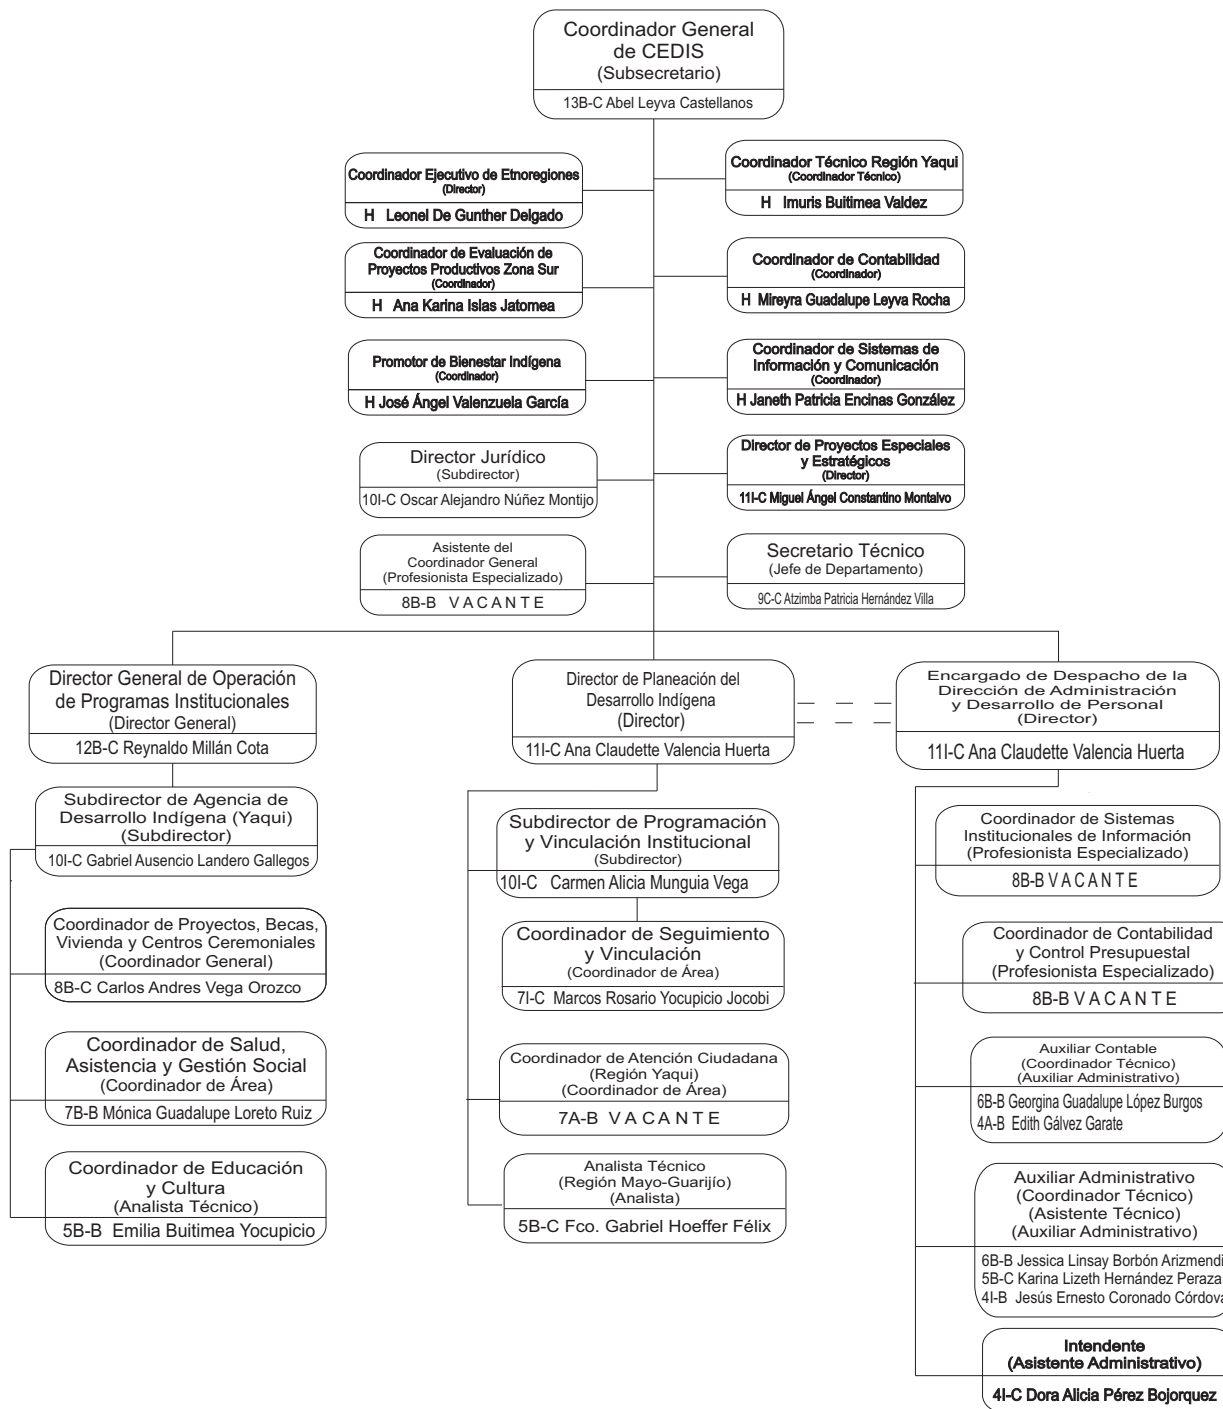 Coordinador General
de CEDIS
(Subsecretario)
13B-C Abel Leyva Castellanos
Coordinador Ejecutivo de Etnoregiones
(Director)
H Leonel De Gunther Delgado
Coordinador Técnico Región Yaqui
(Coordinador Técnico)
H Imuris Buitimea Valdez
Coordinador de Evaluación de
Proyectos Productivos Zona Sur
(Coordinador)
H Ana Karina Islas Jatomea
Coordinador de Contabilidad
(Coordinador)
H Mireyra Guadalupe Leyva Rocha
Promotor de Bienestar Indígena
(Coordinador)
H José Ángel Valenzuela García
Coordinador de Sistemas de
Información y Comunicación
(Coordinador)
H Janeth Patricia Encinas González
Director Jurídico
(Subdirector)
10I-C Oscar Alejandro Núñez Montijo
Director de Proyectos Especiales
y Estratégicos
(Director)
11I-C Miguel Ángel Constantino Montalvo
Asistente del
Coordinador General
(Profesionista Especializado)
8B-B V A C A N T E
Secretario Técnico
(Jefe de Departamento)
9C-C Atzimba Patricia Hernández Villa
Director General de Operación
de Programas Institucionales
(Director General)
12B-C Reynaldo Millán Cota
Director de Planeación del
Desarrollo Indígena
(Director)
11I-C Ana Claudette Valencia Huerta
Encargado de Despacho de la
Dirección de Administración
y Desarrollo de Personal
(Director)
11I-C Ana Claudette Valencia Huerta
Subdirector de Agencia de
Desarrollo Indígena (Yaqui)
(Subdirector)
10I-C Gabriel Ausencio Landero Gallegos
Coordinador de Proyectos, Becas,
Vivienda y Centros Ceremoniales
(Coordinador General)
8B-C Carlos Andres Vega Orozco
Coordinador de Salud,
Asistencia y Gestión Social
(Coordinador de Área)
7B-B Mónica Guadalupe Loreto Ruiz
Coordinador de Educación
y Cultura
(Analista Técnico)
5B-B Emilia Buitimea Yocupicio
Subdirector de Programación
y Vinculación Institucional
(Subdirector)
10I-C Carmen Alicia Munguia Vega
Coordinador de Seguimiento
y Vinculación
(Coordinador de Área)
7I-C Marcos Rosario Yocupicio Jocobi
Coordinador de Atención Ciudadana
(Región Yaqui)
(Coordinador de Área)
7A-B V A C A N T E
Analista Técnico
(Región Mayo-Guarijío)
(Analista)
5B-C Fco. Gabriel Hoeffer Félix
Coordinador de Sistemas
Institucionales de Información
(Profesionista Especializado)
8B-B V A C A N T E
Coordinador de Contabilidad
y Control Presupuestal
(Profesionista Especializado)
8B-B V A C A N T E
Auxiliar Contable
(Coordinador Técnico)
(Auxiliar Administrativo)
6B-B Georgina Guadalupe López Burgos
4A-B Edith Gálvez Garate
Auxiliar Administrativo
(Coordinador Técnico)
(Asistente Técnico)
(Auxiliar Administrativo)
6B-B Jessica Linsay Borbón Arizmendi
5B-C Karina Lizeth Hernández Peraza
4I-B Jesús Ernesto Coronado Córdova
Intendente
(Asistente Administrativo)
4I-C Dora Alicia Pérez Bojorquez